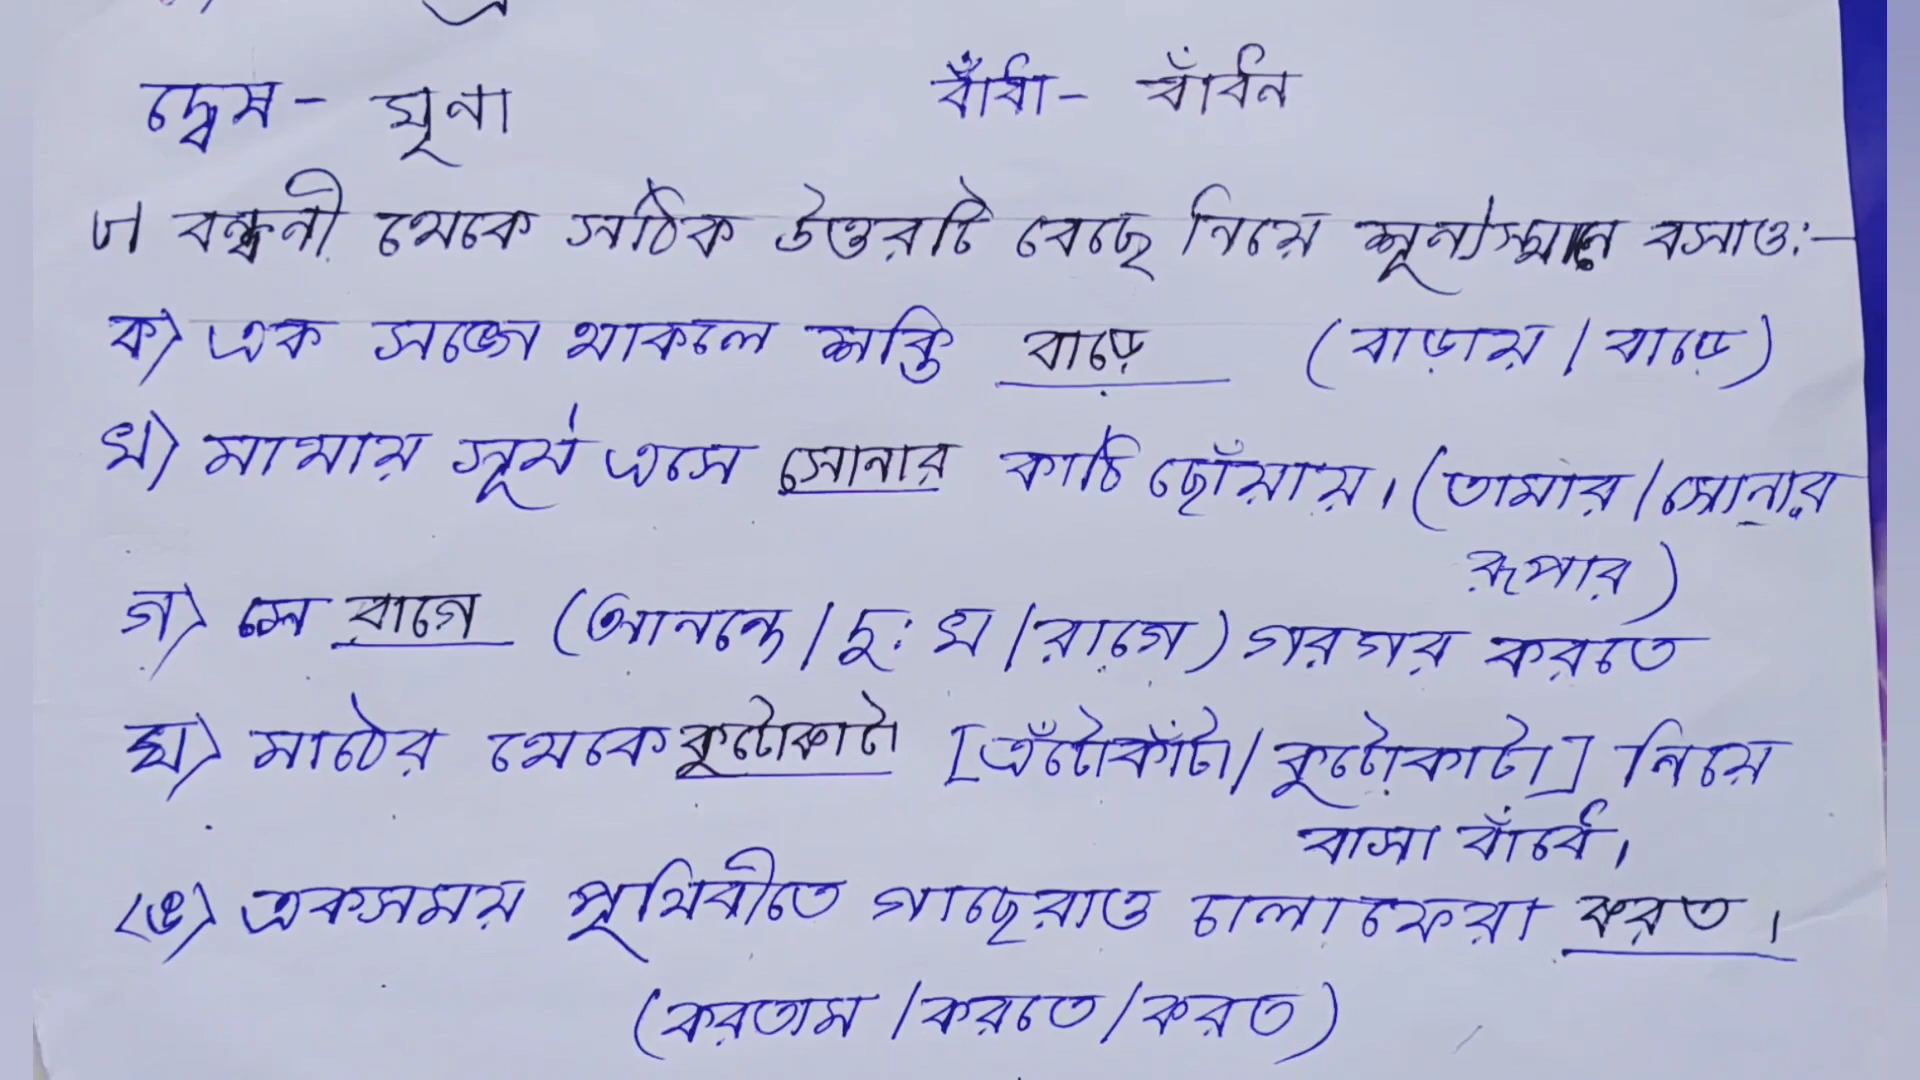 দ্বেষ - ঘৃনা    বাঁধা - বাঁধন
৩। বন্ধনী থেকে সঠিক উত্তরটি বেছে নিয়ে শূন্যস্থানে বসাও:-
ক) এক সঙ্গে থাকলে শক্তি বাড়ে (বাড়ায় / বাড়ে)
খ) মাথায় সূর্য এসে সোনার কাঠি ছোঁয়ায়। (তামার / সোনার
রূপার)
গ) সে রাগে (আনন্দে / দু:খ / রাগে) গরগর করতে
ঘ) মাঠের থেকে কুটোকাটা [এঁটোকাঁটা / কুটোকাটা] নিয়ে
বাসা বাঁধে।
(ঙ) একসময় পৃথিবীতে গাছেরাও চলাফেরা করত।
(করতাম / করতে / করত)